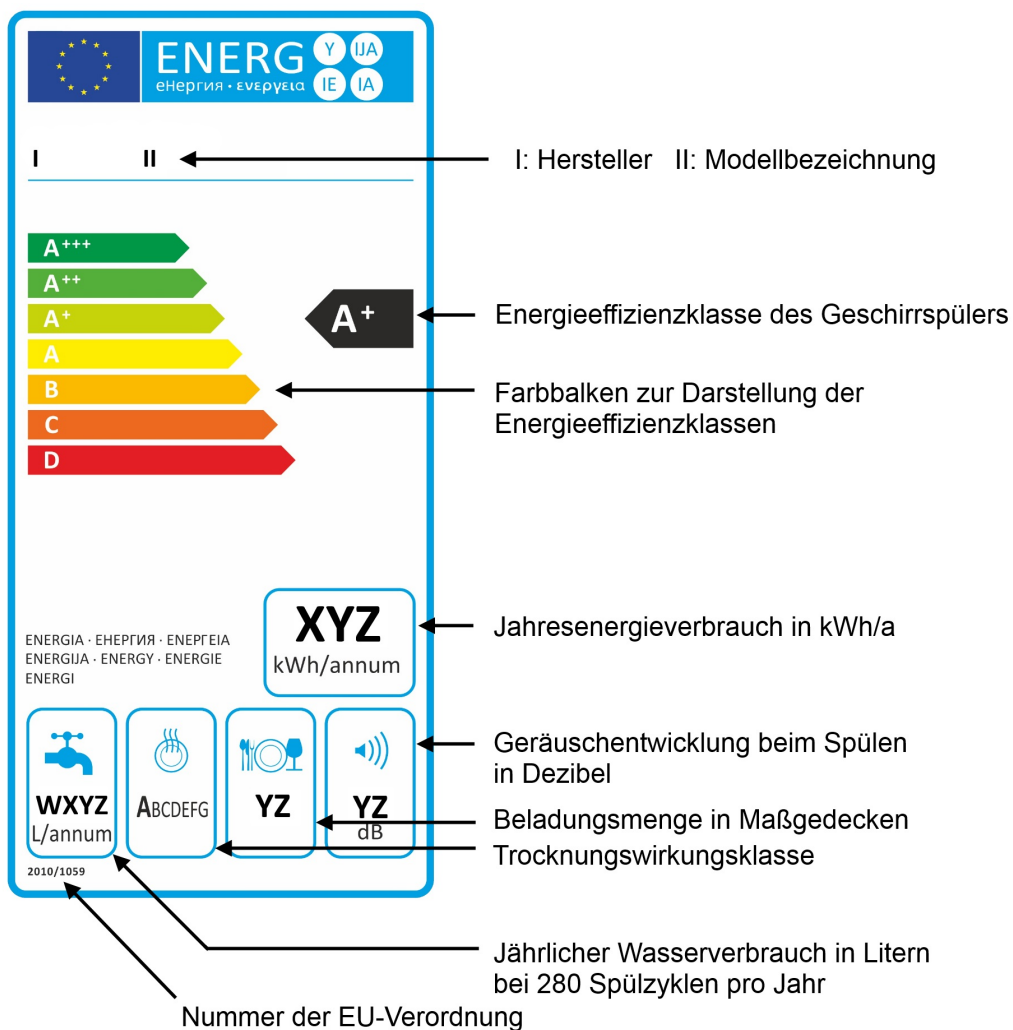 ENERG Y IJA
енергия · ενεργεια IE IA
I II
I: Hersteller II: Modellbezeichnung
A+++
A++
A+
A
B
C
D
A+
Energieeffizienzklasse des Geschirrspülers
Farbbalken zur Darstellung der
Energieeffizienzklassen
XYZ
kWh/annum
Jahresenergieverbrauch in kWh/a
ENERGIA · ЕНЕРГИЯ · ΕΝΕΡΓΕΙΑ
ENERGIJA · ENERGY · ENERGIE
ENERGI
WXYZ
L/annum
ABCDEFG
YZ
YZ
dB
Geräuschentwicklung beim Spülen
in Dezibel
Beladungsmenge in Maßgedecken
Trocknungswirkungsklasse
2010/1059
Jährlicher Wasserverbrauch in Litern
bei 280 Spülzyklen pro Jahr
Nummer der EU-Verordnung